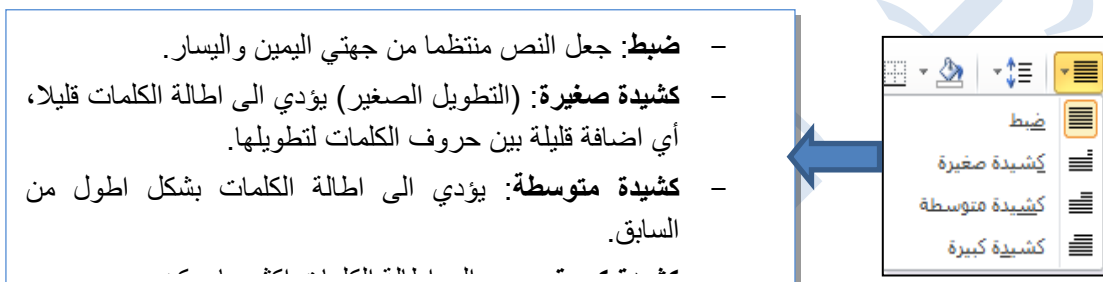 - ضبط: جعل النص منتظما من جهتي اليمين واليسار.
- كشيدة صغيرة: (التطويل الصغير) يؤدي الى اطالة الكلمات قليلا،
أي اضافة قليلة بين حروف الكلمات لتطويلها.
- كشيدة متوسطة: يؤدي الى اطالة الكلمات بشكل اطول من
السابق.
ضبط
كشيدة صغيرة
كشيدة متوسطة
كشيدة كبيرة